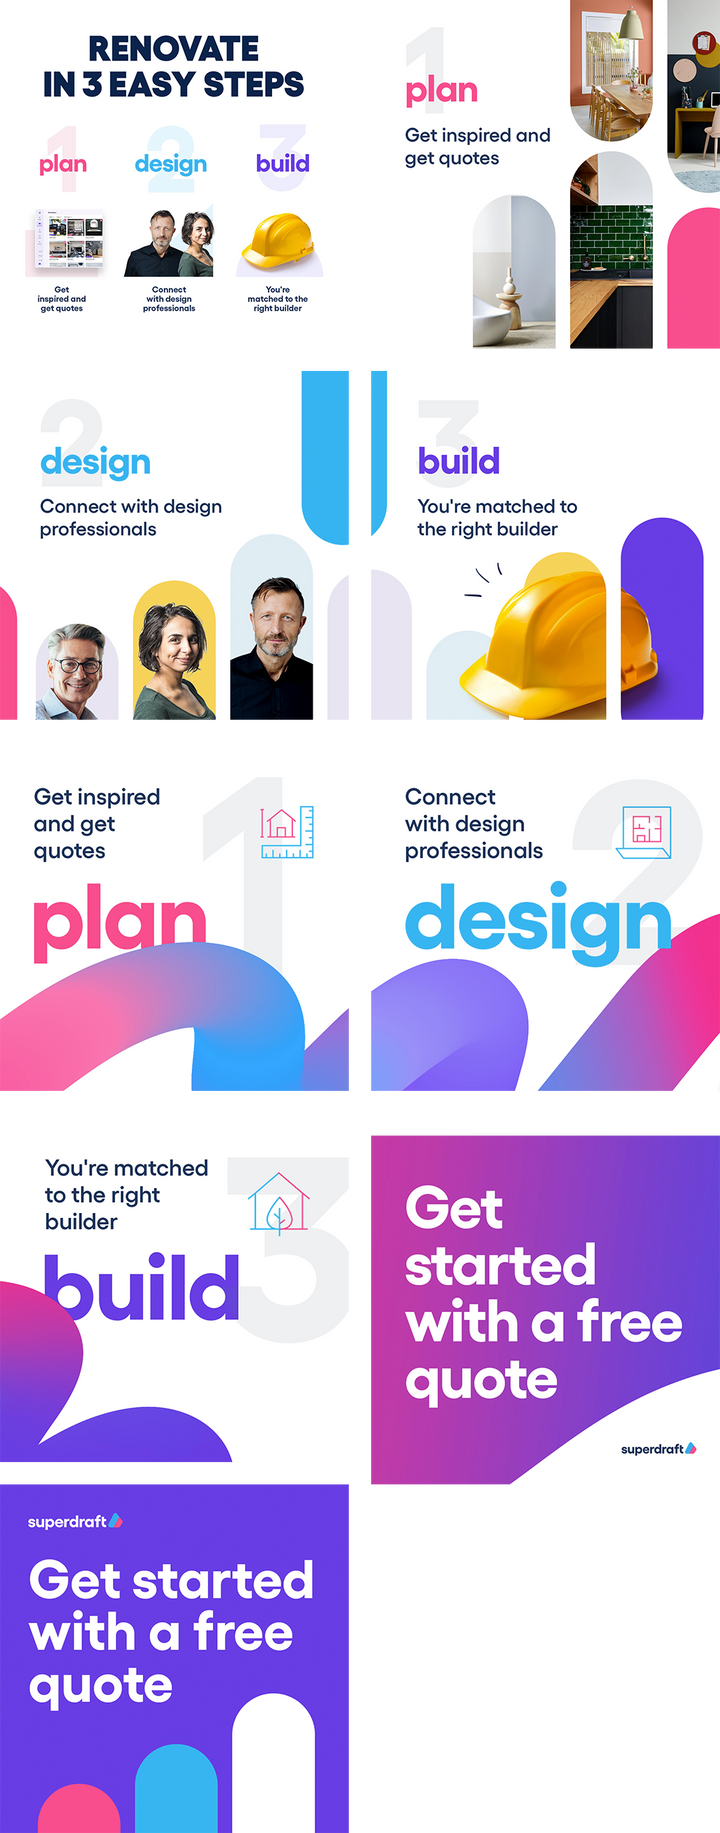 RENOVATE
IN 3 EASY STEPS
1
plan
2
design
3
build
Get
inspired and
get quotes
Connect
with design
professionals
You're
matched to the
right builder
1
plan
Get inspired and
get quotes
2
design
Connect with design
professionals
3
build
You're matched to
the right builder
Get inspired
and get
quotes
1
plan
Connect
with design
professionals
2
design
You're matched
to the right
builder
3
build
Get
started
with a free
quote
superdraft
superdraft
Get started
with a free
quote